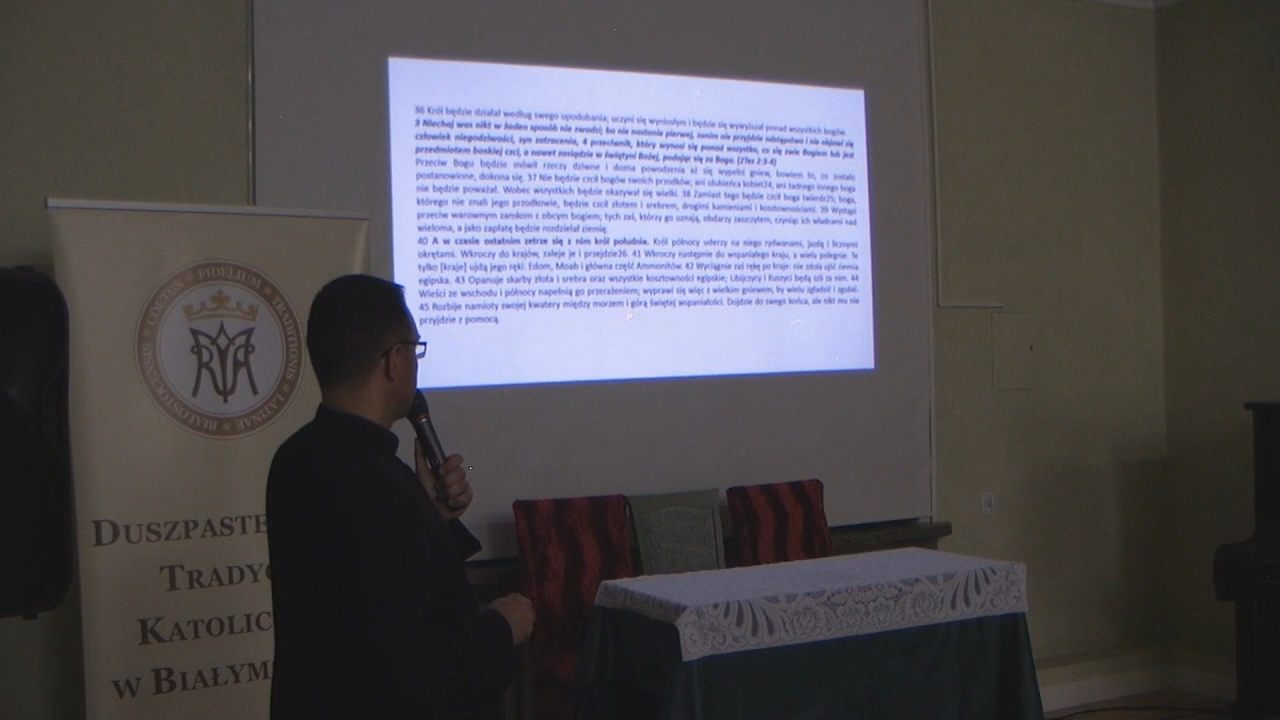 36 Król będzie działał według swego upodobania; uczyni się wyniosłym i będzie się wywyższał ponad wszystkich bogów.
3 Niechaj was nikt w żaden sposób nie zwodzi; bo nie nastanie pierwej, zanim nie przyjdzie odstępstwo i nie objawi się
człowiek niegodziwości, syn zatracenia, 4 przeciwnik, który wynosi się ponad wszystko, co się zwie Bogiem lub jest
przedmiotem boskiej czci, a nawet zasiądzie w świątyni Bożej, podając się za Boga. (2Tes 2:3-4)
Przeciw Bogu będzie mówił rzeczy dziwne i dozna powodzenia aż się wypełni gniew, bowiem to, co zostało
postanowione, dokona się. 37 Nie będzie czcił bogów swoich przodków; ani ulubieńca kobiet24, ani żadnego innego boga
nie będzie poważał. Wobec wszystkich będzie okazywał się wielki. 38 Zamiast tego będzie czcił boga twierdz25; boga,
którego nie znali jego przodkowie, będzie czcił złotem i srebrem, drogimi kamieniami i kosztownościami. 39 Wystąpi
przeciw warownym zamkom z obcym bogiem; tych zaś, którzy go uznają, obdarzy zaszczytem, czyniąc ich władcami nad
wieloma, a jako zapłatę będzie rozdzielał ziemię.
40 A w czasie ostatnim zetrze się z nim król południa. Król północy uderzy na niego rydwanami, jazdą i licznymi
okrętami. Wkroczy do krajów, zaleje je i przejdzie26. 41 Wkroczy następnie do wspaniałego kraju, a wielu polegnie. Te
tylko [kraje] ujdą jego ręki: Edom, Moab i główna część Ammonitów. 42 Wyciągnie zaś rękę po kraje: nie zdoła ujść ziemia
egipska. 43 Opanuje skarby złota i srebra oraz wszystkie kosztowności egipskie; Libijczycy i Kuszyci będą szli za nim. 44
Wieści ze wschodu i północy napełnią go przerażeniem; wyprawi się więc z wielkim gniewem, by wielu zgładzić i zgubić.
45 Rozbije namioty swojej kwatery między morzem i górą świętej wspaniałości. Dojdzie do swego końca, ale nikt mu nie
przyjdzie z pomocą.
COETUS FIDELIUM TRADITIONIS LATINAE BIALOSTOCENSIS
DUSZPASTE
TRADYC
KATOLIC
W BIAŁYM